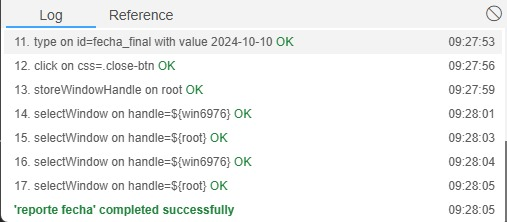 Log Reference
11. type on id=fecha_final with value 2024-10-10 OK 09:27:53
12. click on css=.close-btn OK 09:27:56
13. storeWindowHandle on root OK 09:27:59
14. selectWindow on handle=${win6976} OK 09:28:01
15. selectWindow on handle=${root} OK 09:28:03
16. selectWindow on handle=${win6976} OK 09:28:04
17. selectWindow on handle=${root} OK 09:28:05
'reporte fecha' completed successfully 09:28:05